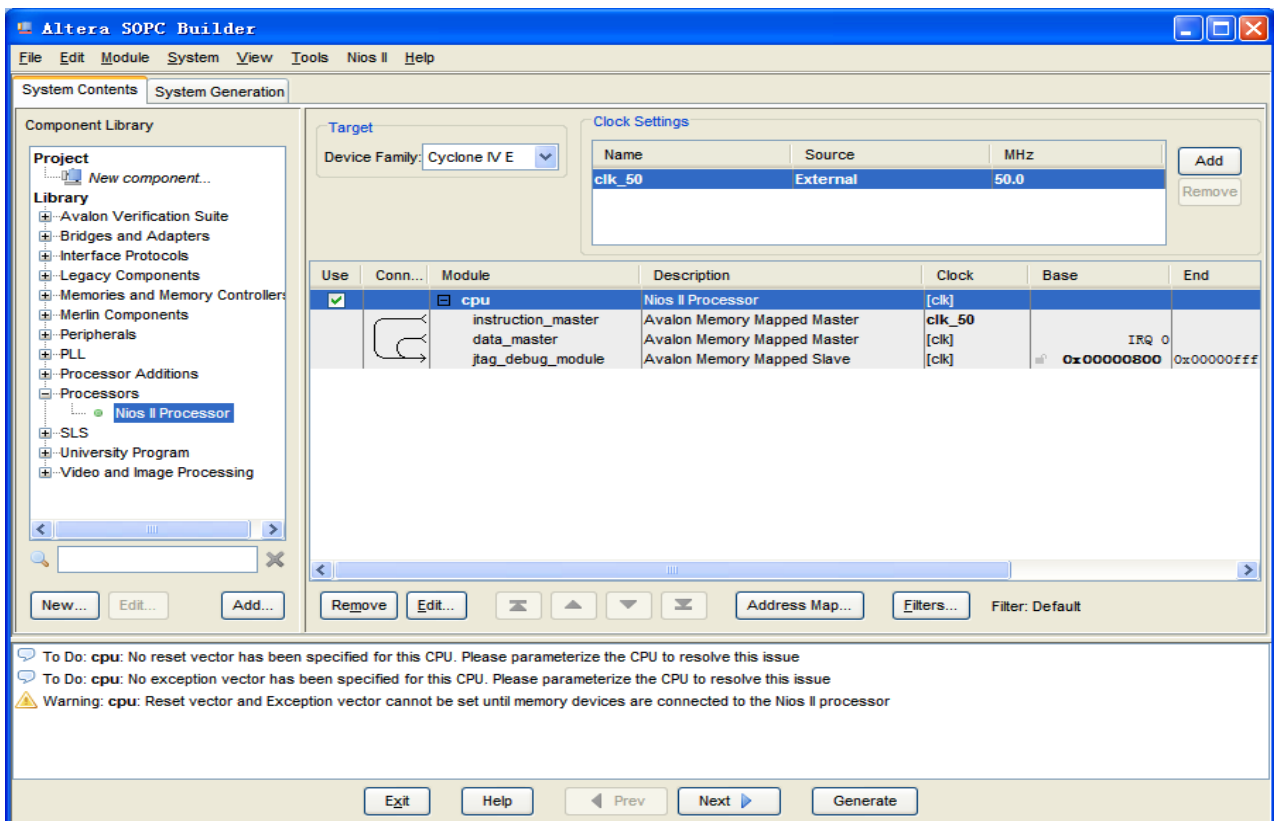 Altera SOPC Builder
File Edit Module System View Tools Nios II Help
System Contents System Generation
Component Library
Project
New component...
Library
Avalon Verification Suite
Bridges and Adapters
Interface Protocols
Legacy Components
Memories and Memory Controllers
Merlin Components
Peripherals
PLL
Processor Additions
Processors
Nios II Processor
SLS
University Program
Video and Image Processing
New... Edit... Add...
Target
Device Family: Cyclone IV E
Clock Settings
Name Source MHz
clk_50 External 50.0
Add
Remove
Use Conn... Module Description Clock Base End
cpu Nios II Processor [clk]
instruction_master Avalon Memory Mapped Master clk_50
data_master Avalon Memory Mapped Master [clk] IRQ 0
jtag_debug_module Avalon Memory Mapped Slave [clk] 0x00000800 0x00000fff
Remove Edit... Address Map... Filters... Filter: Default
To Do: cpu: No reset vector has been specified for this CPU. Please parameterize the CPU to resolve this issue
To Do: cpu: No exception vector has been specified for this CPU. Please parameterize the CPU to resolve this issue
Warning: cpu: Reset vector and Exception vector cannot be set until memory devices are connected to the Nios II processor
Exit Help Prev Next Generate